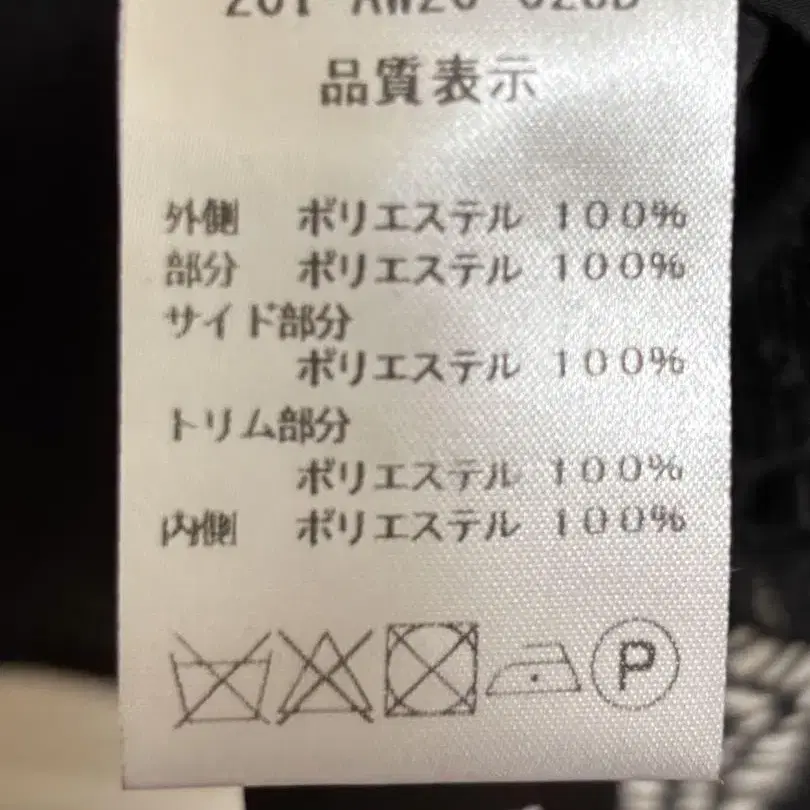 品質表示
外側 ポリエステル 100%
部分 ポリエステル 100%
サイド部分
ポリエステル 100%
トリム部分
ポリエステル 100%
内側 ポリエステル 100%
P